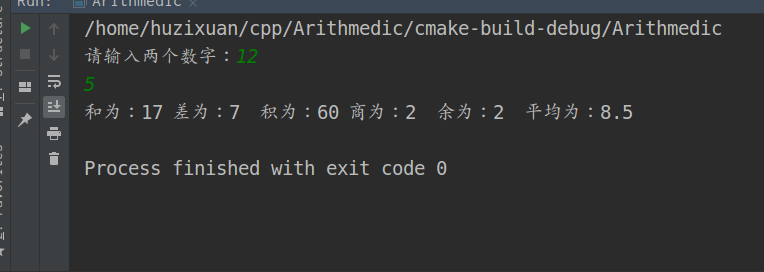 Run: Arithmedic
/home/huzixuan/cpp/Arithmedic/cmake-build-debug/Arithmedic
请输入两个数字：12
5
和为：17 差为：7  积为：60 商为：2  余为：2  平均为：8.5
Process finished with exit code 0